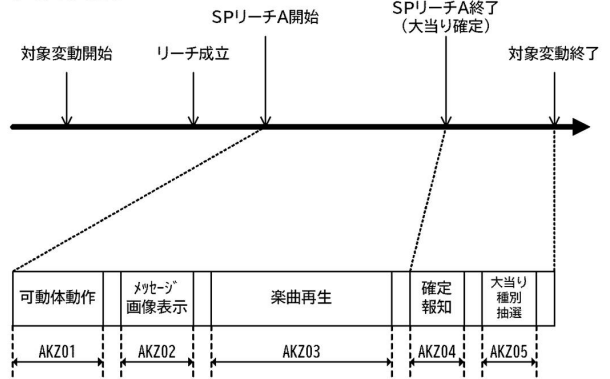 SPリーチA開始
SPリーチA終了
(大当り確定)
対象変動開始
リーチ成立
対象変動終了
可動体動作
ﾒｯｾｰｼﾞ
画像表示
楽曲再生
確定
報知
大当り
種別
抽選
AKZ01
AKZ02
AKZ03
AKZ04
AKZ05